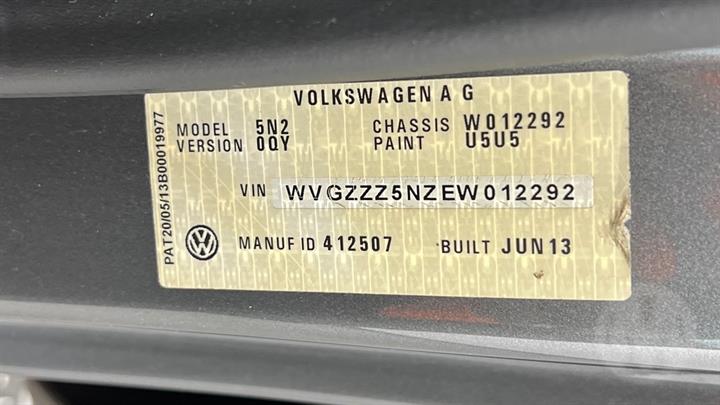 VOLKSWAGEN A G
MODEL 5N2 CHASSIS W012292
VERSION 0QY PAINT U5U5
VIN WVGZZZ5NZEW012292
MANUF ID 412507 BUILT JUN13
PAT20/05/13B00019977